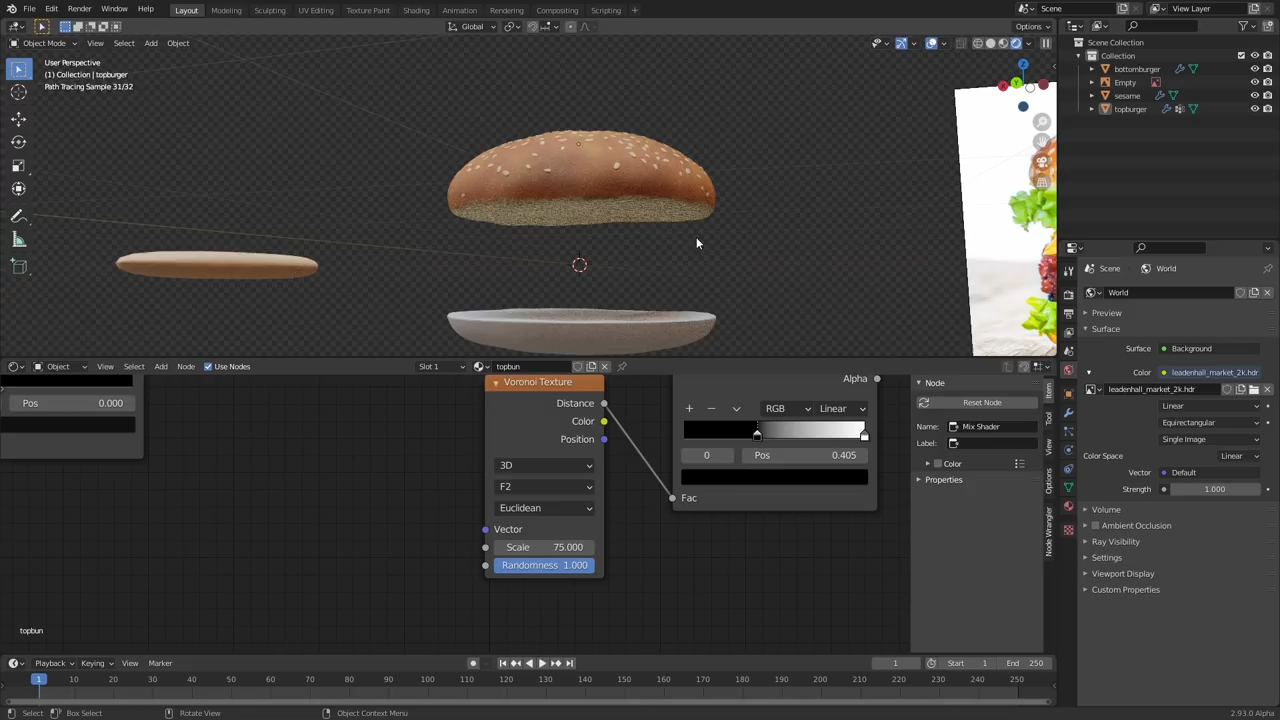 File Edit Render Window Help Layout Modeling Sculpting UV Editing Texture Paint Shading Animation Rendering Compositing Scripting + Scene View Layer
Global Options
Object Mode View Select Add Object
User Perspective
(1) Collection | topburger
Path Tracing Sample 31/32
Z
X
Y
Scene Collection
Collection
bottomburger
Empty
sesame
topburger
Object View Select Add Node Use Nodes Slot 1 topbun
Pos 0.000
Voronoi Texture
Distance
Color
Position
3D
F2
Euclidean
Vector
Scale 75.000
Randomness 1.000
Alpha
RGB Linear
0 Pos 0.405
Fac
Node
Reset Node
Name: Mix Shader
Label:
Color
Properties
Item
Tool
View
Options
Node Wrangler
topbun
Scene World
World
Preview
Surface
Surface Background
Color leadenhall_market_2k.hdr
leadenhall_market_2k.hdr
Linear
Equirectangular
Single Image
Color Space Linear
Vector Default
Strength 1.000
Volume
Ambient Occlusion
Ray Visibility
Settings
Viewport Display
Custom Properties
Playback Keying View Marker 1 Start 1 End 250
1 10 20 30 40 50 60 70 80 90 100 110 120 130 140 150 160 170 180 190 200 210 220 230 240 250
Select Box Select Rotate View Object Context Menu 2.93.0 Alpha